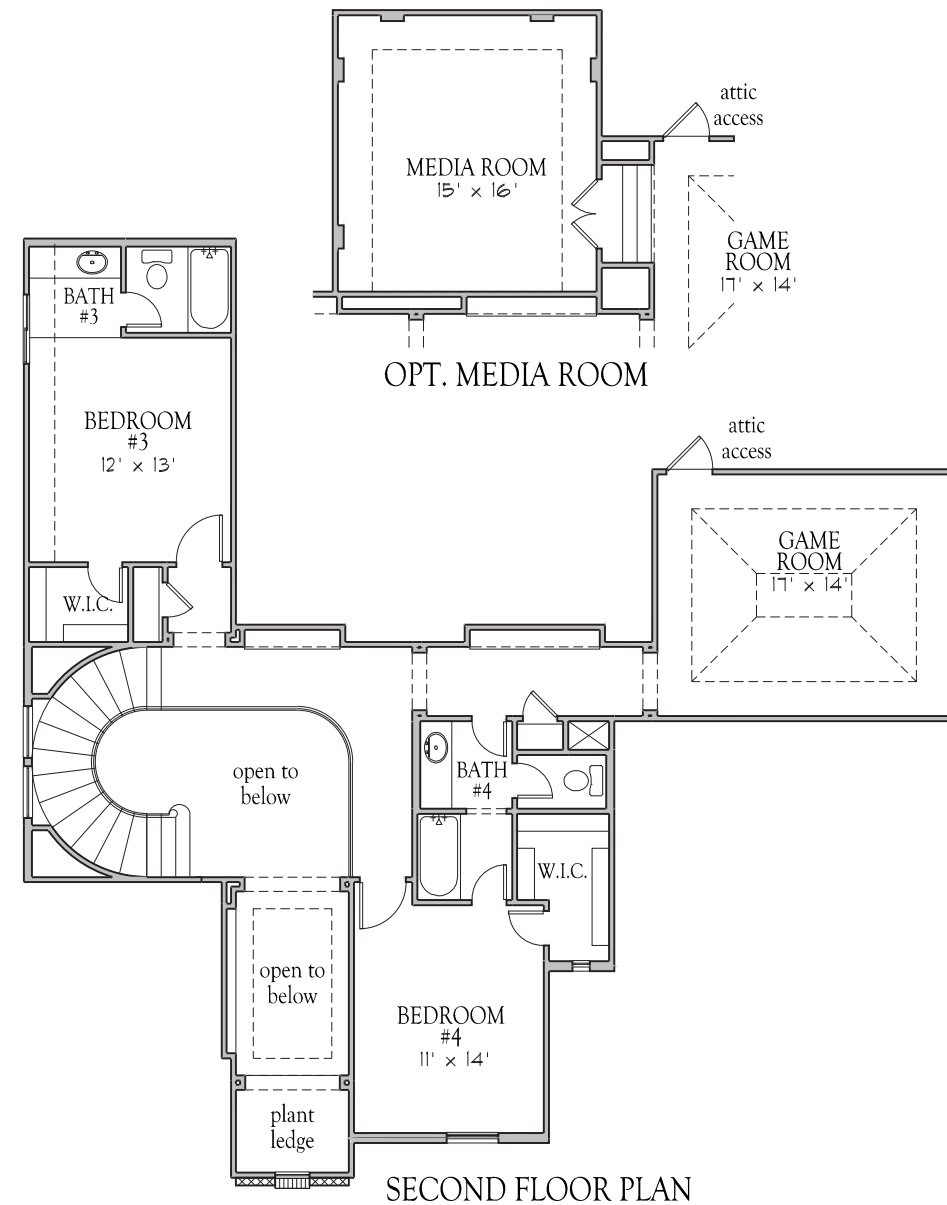 attic
access
MEDIA ROOM
15' x 16'
GAME
ROOM
17' x 14'
OPT. MEDIA ROOM
BATH
#3
BEDROOM
#3
12' x 13'
W.I.C.
attic
access
GAME
ROOM
17' x 14'
open to
below
BATH
#4
W.I.C.
open to
below
BEDROOM
#4
11' x 14'
plant
ledge
SECOND FLOOR PLAN